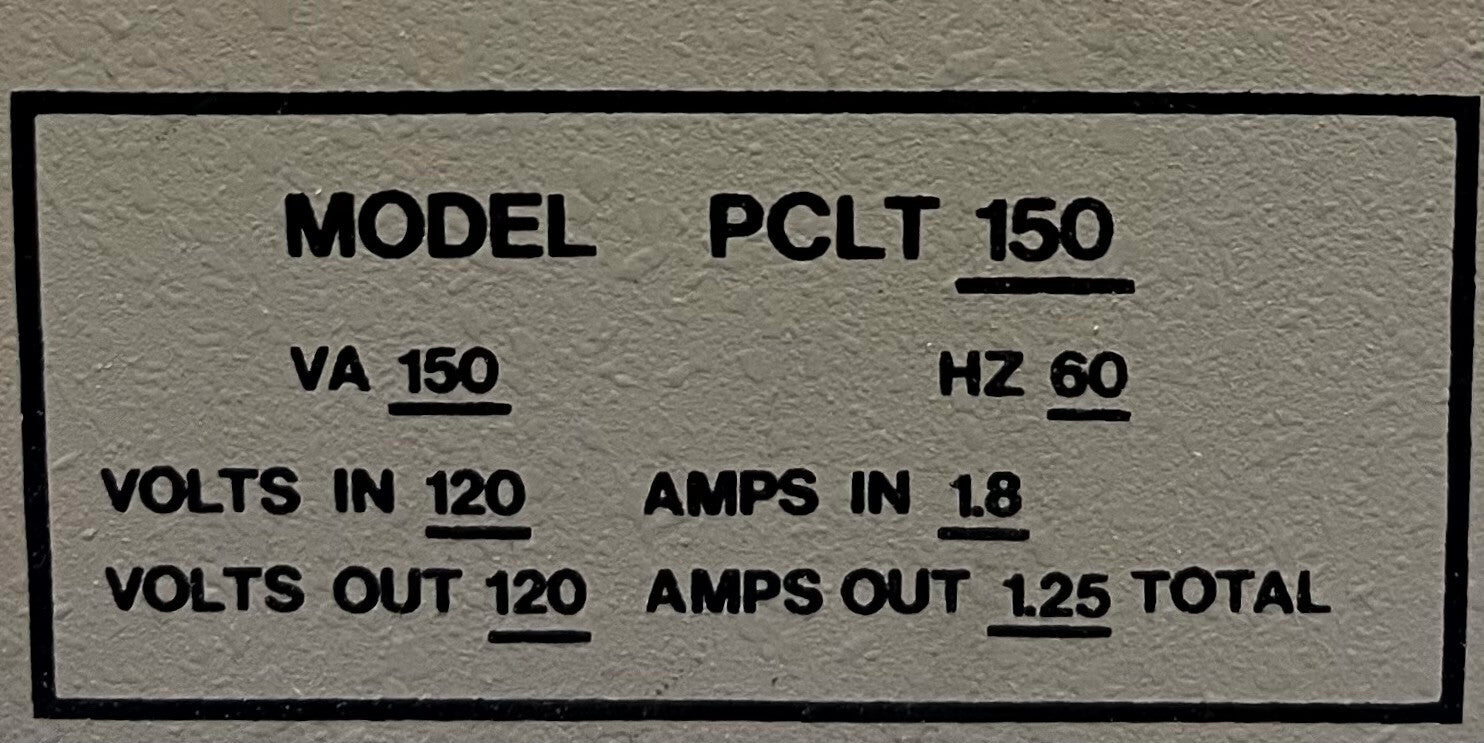 MODEL PCLT 150
VA 150 HZ 60
VOLTS IN 120 AMPS IN 1.8
VOLTS OUT 120 AMPS OUT 1.25 TOTAL